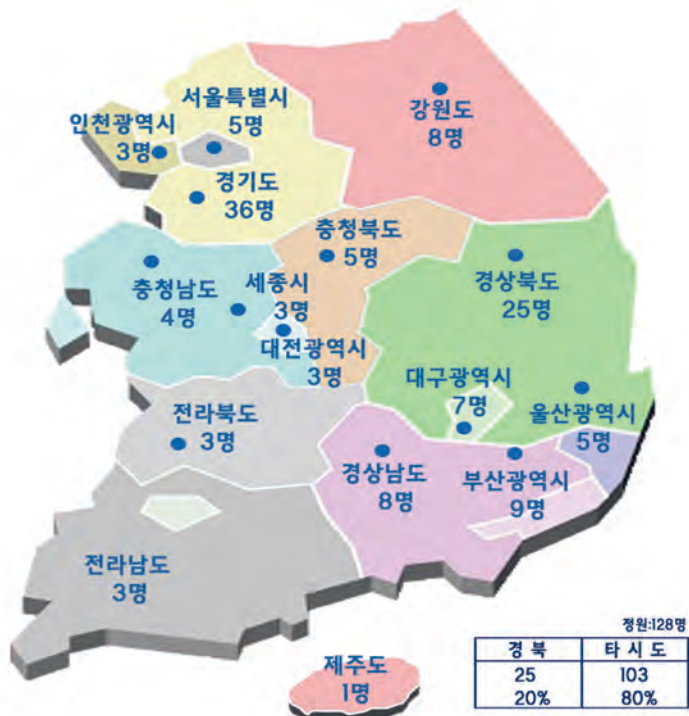 서울특별시
5명
인천광역시
3명
강원도
8명
경기도
36명
충청북도
5명
경상북도
25명
충청남도
4명
세종시
3명
대전광역시
3명
대구광역시
7명
울산광역시
5명
전라북도
3명
경상남도
8명
부산광역시
9명
전라남도
3명
제주도
1명
정원:128명
경 북 타 시 도
25 103
20% 80%